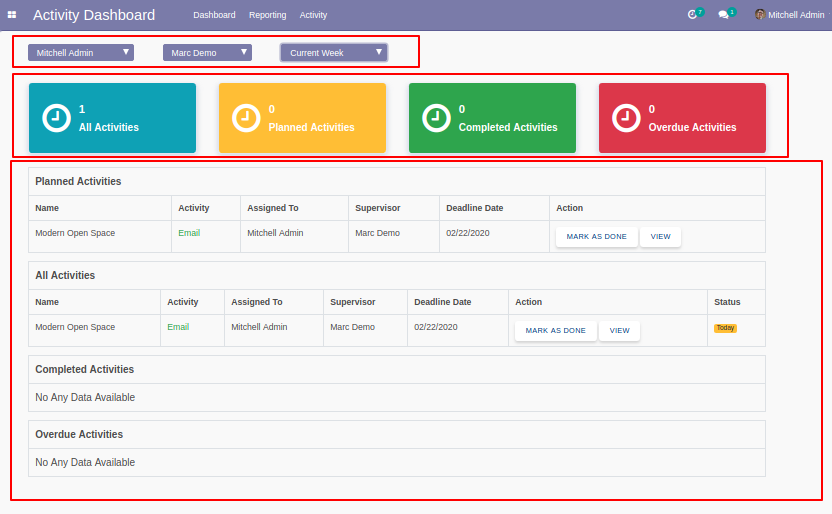 Activity Dashboard Dashboard Reporting Activity 7 1 Mitchell Admin
Mitchell Admin Marc Demo Current Week
1 0 0 0
All Activities Planned Activities Completed Activities Overdue Activities
Planned Activities
Name Activity Assigned To Supervisor Deadline Date Action
Modern Open Space Email Mitchell Admin Marc Demo 02/22/2020 MARK AS DONE VIEW
All Activities
Name Activity Assigned To Supervisor Deadline Date Action Status
Modern Open Space Email Mitchell Admin Marc Demo 02/22/2020 MARK AS DONE VIEW Today
Completed Activities
No Any Data Available
Overdue Activities
No Any Data Available